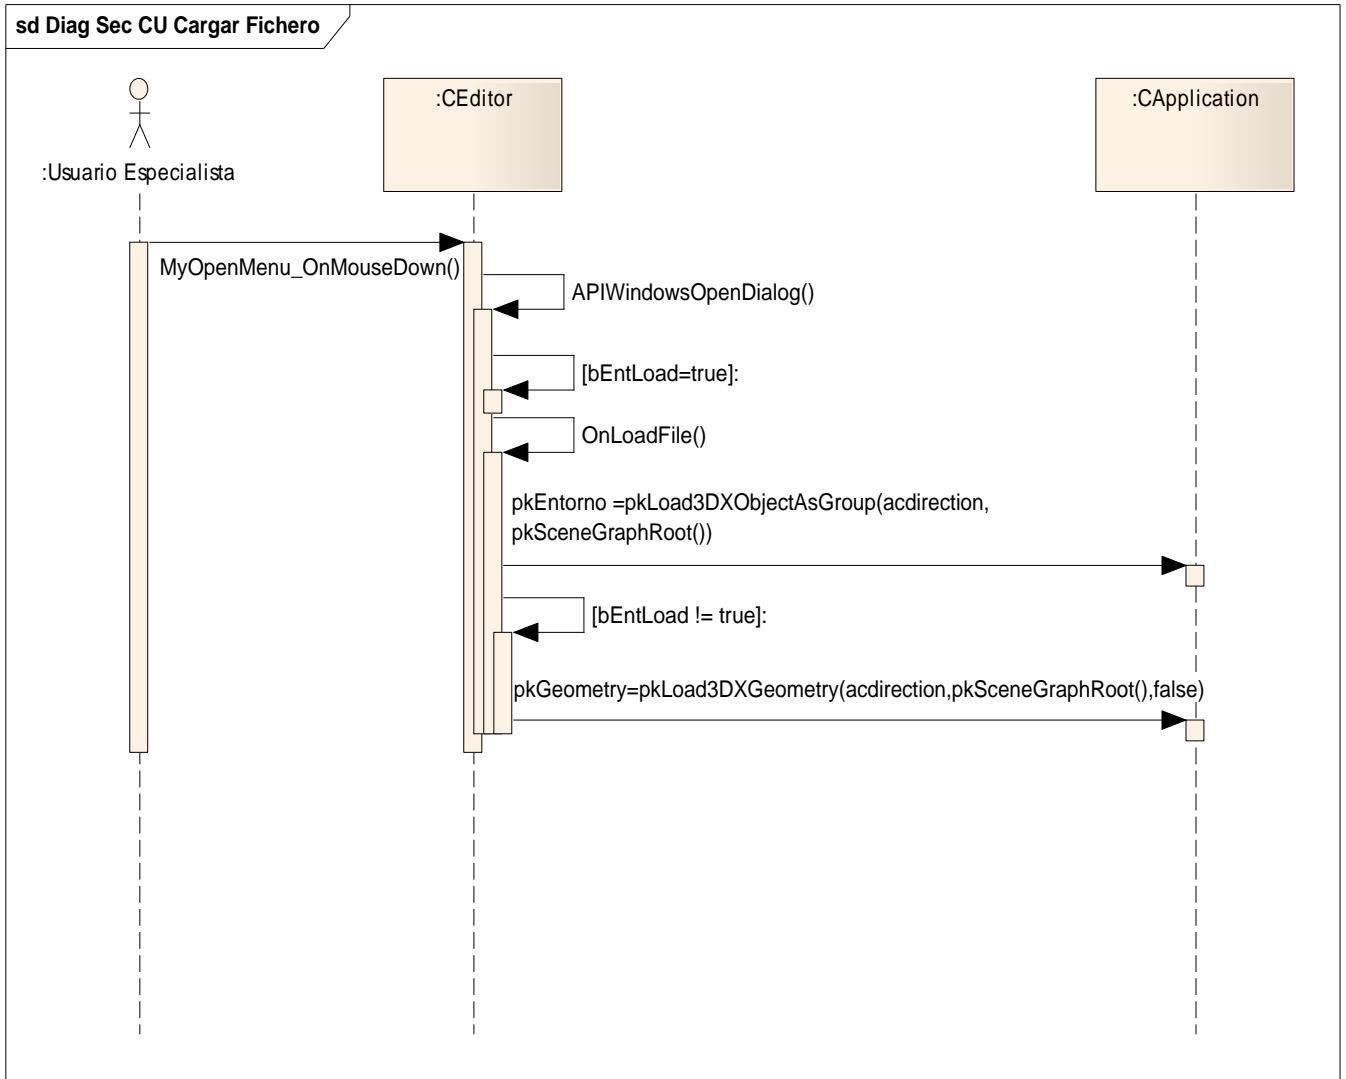 sd Diag Sec CU Cargar Fichero
:Usuario Especialista
:CEditor
:CApplication
MyOpenMenu_OnMouseDown()
APIWindowsOpenDialog()
[bEntLoad=true]:
OnLoadFile()
pkEntorno =pkLoad3DXObjectAsGroup(acdirection,
pkSceneGraphRoot())
[bEntLoad != true]:
pkGeometry=pkLoad3DXGeometry(acdirection,pkSceneGraphRoot(),false)